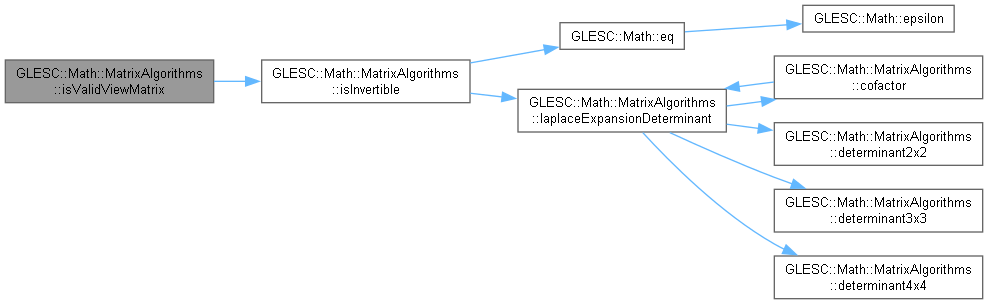 GLESC::Math::MatrixAlgorithms
::isValidViewMatrix
GLESC::Math::MatrixAlgorithms
::isInvertible
GLESC::Math::eq
GLESC::Math::epsilon
GLESC::Math::MatrixAlgorithms
::laplaceExpansionDeterminant
GLESC::Math::MatrixAlgorithms
::cofactor
GLESC::Math::MatrixAlgorithms
::determinant2x2
GLESC::Math::MatrixAlgorithms
::determinant3x3
GLESC::Math::MatrixAlgorithms
::determinant4x4